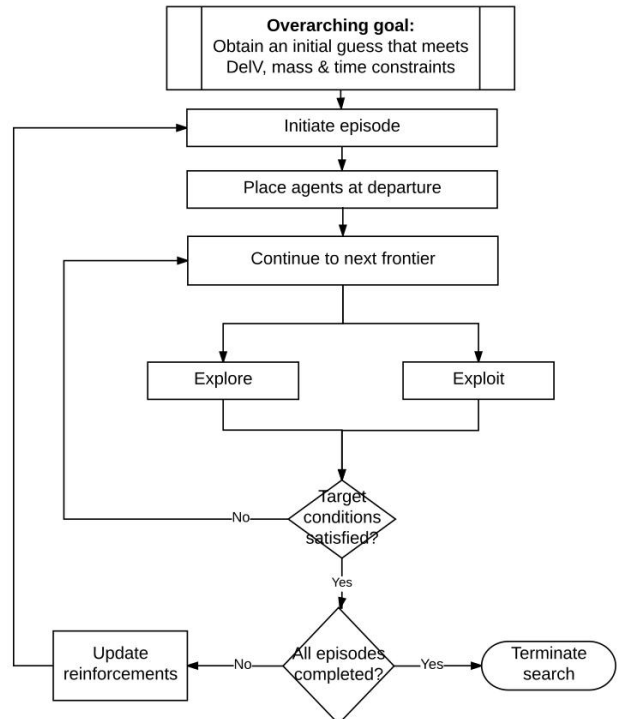 Overarching goal:
Obtain an initial guess that meets
DelV, mass & time constraints
Initiate episode
Place agents at departure
Continue to next frontier
Explore
Exploit
Target
conditions
satisfied?
No
Yes
Update
reinforcements
No
All episodes
completed?
Yes
Terminate
search